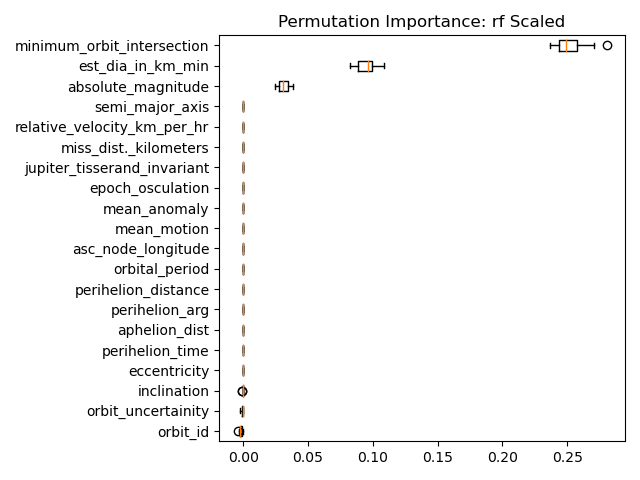 Permutation Importance: rf Scaled
minimum_orbit_intersection
est_dia_in_km_min
absolute_magnitude
semi_major_axis
relative_velocity_km_per_hr
miss_dist._kilometers
jupiter_tisserand_invariant
epoch_osculation
mean_anomaly
mean_motion
asc_node_longitude
orbital_period
perihelion_distance
perihelion_arg
aphelion_dist
perihelion_time
eccentricity
inclination
orbit_uncertainity
orbit_id
0.00 0.05 0.10 0.15 0.20 0.25